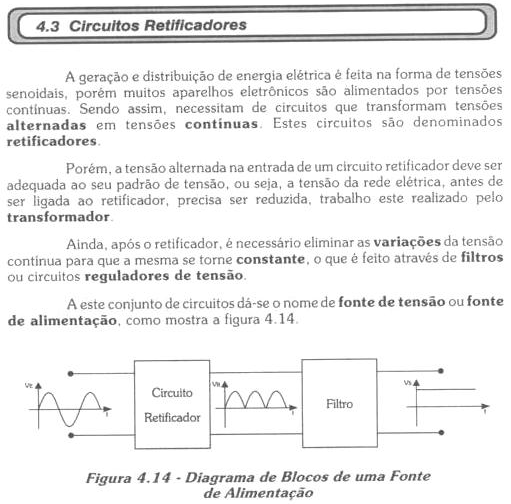 4.3 Circuitos Retificadores
A geração e distribuição de energia elétrica é feita na forma de tensões
senoidais, porém muitos aparelhos eletrônicos são alimentados por tensões
contínuas. Sendo assim, necessitam de circuitos que transformam tensões
alternadas em tensões contínuas. Estes circuitos são denominados
retificadores.
Porém, a tensão alternada na entrada de um circuito retificador deve ser
adequada ao seu padrão de tensão, ou seja, a tensão da rede elétrica, antes de
ser ligada ao retificador, precisa ser reduzida, trabalho este realizado pelo
transformador.
Ainda, após o retificador, é necessário eliminar as variações da tensão
contínua para que a mesma se torne constante, o que é feito através de filtros
ou circuitos reguladores de tensão.
A este conjunto de circuitos dá-se o nome de fonte de tensão ou fonte
de alimentação, como mostra a figura 4.14.
VE
t
Circuito
Retificador
VR
t
Filtro
VS
t
Figura 4.14 - Diagrama de Blocos de uma Fonte
de Alimentação